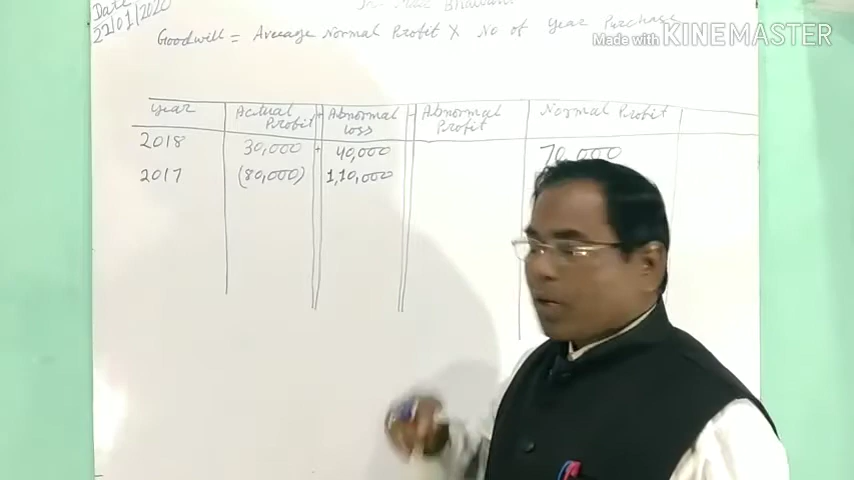 Date
22/01/2020
Goodwill = Average Normal Profit X No of year Purchase
Made with KINEMASTER
year Actual Profit + Abnormal loss - Abnormal Profit Normal Profit
2018 30,000 + 40,000 70,000
2017 (80,000) 1,10,000